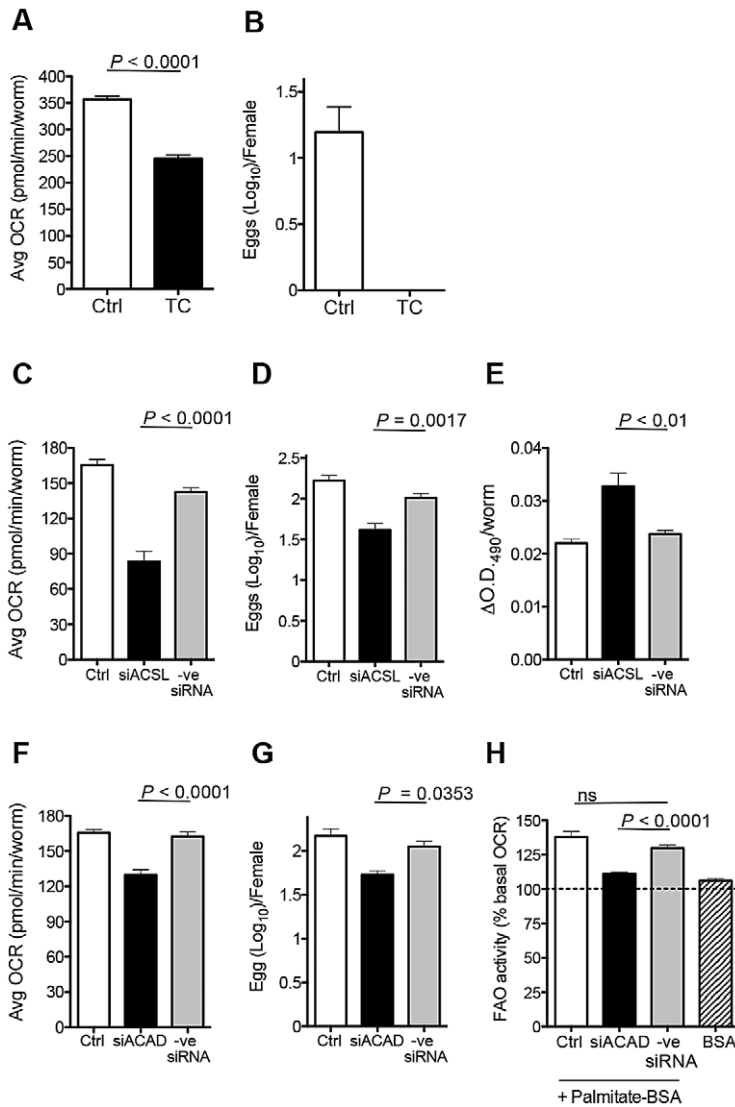 A
P < 0.0001
Avg OCR (pmol/min/worm)
400
350
300
250
200
150
100
50
0
Ctrl TC
B
Eggs (Log10)/Female
1.5
1
0.5
0
Ctrl TC
C
P < 0.0001
Avg OCR (pmol/min/worm)
180
150
120
90
60
30
0
Ctrl siACSL -ve
siRNA
D
P = 0.0017
Eggs (Log10)/Female
2.5
2
1.5
1
0.5
0
Ctrl siACSL -ve
siRNA
E
P < 0.01
ΔO.D.490/worm
0.04
0.03
0.02
0.01
0.00
Ctrl siACSL -ve
siRNA
F
P < 0.0001
Avg OCR (pmol/min/worm)
180
150
120
90
60
30
0
Ctrl siACAD -ve
siRNA
G
P = 0.0353
Egg (Log10)/Female
2
1.5
1
0.5
0
Ctrl siACAD -ve
siRNA
H
ns
P < 0.0001
FAO activity (% basal OCR)
150
125
100
75
50
25
0
Ctrl siACAD -ve BSA
siRNA
+ Palmitate-BSA